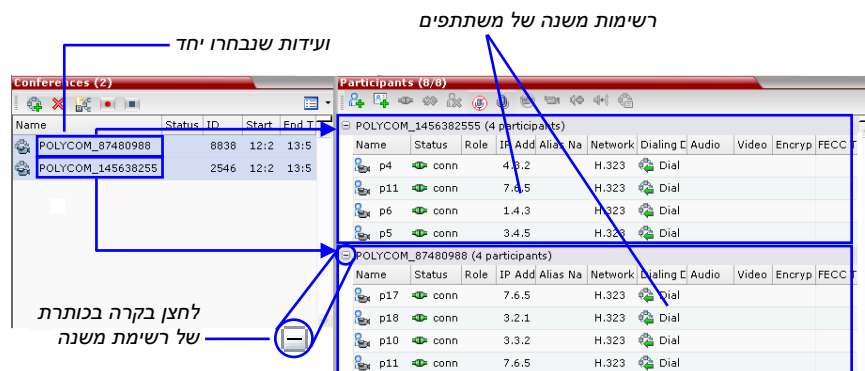 רשימות משנה של משתתפים
ועידות שנבחרו יחד
Conferences (2)
Name Status ID Start End T
POLYCOM_87480988 8838 12:2 13:5
POLYCOM_145638255 2546 12:2 13:5
Participants (8/8)
POLYCOM_1456382555 (4 participants)
Name Status Role IP Add Alias Na Network Dialing D Audio Video Encryp FECC T
p4 conn 4.3.2 H.323 Dial
p11 conn 7.6.5 H.323 Dial
p6 conn 1.4.3 H.323 Dial
p5 conn 3.4.5 H.323 Dial
POLYCOM_87480988 (4 participants)
Name Status Role IP Add Alias Na Network Dialing D Audio Video Encryp FECC T
p17 conn 7.6.5 H.323 Dial
p18 conn 3.2.1 H.323 Dial
p10 conn 3.3.2 H.323 Dial
p11 conn 7.6.5 H.323 Dial
לחצן בקרה בכותרת
של רשימת משנה